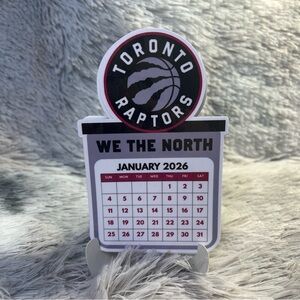 TORONTO
RAPTORS
WE THE NORTH
JANUARY 2026
SUN MON TUE WED THU FRI SAT
1 2 3
4 5 6 7 8 9 10
11 12 13 14 15 16 17
18 19 20 21 22 23 24
25 26 27 28 29 30 31